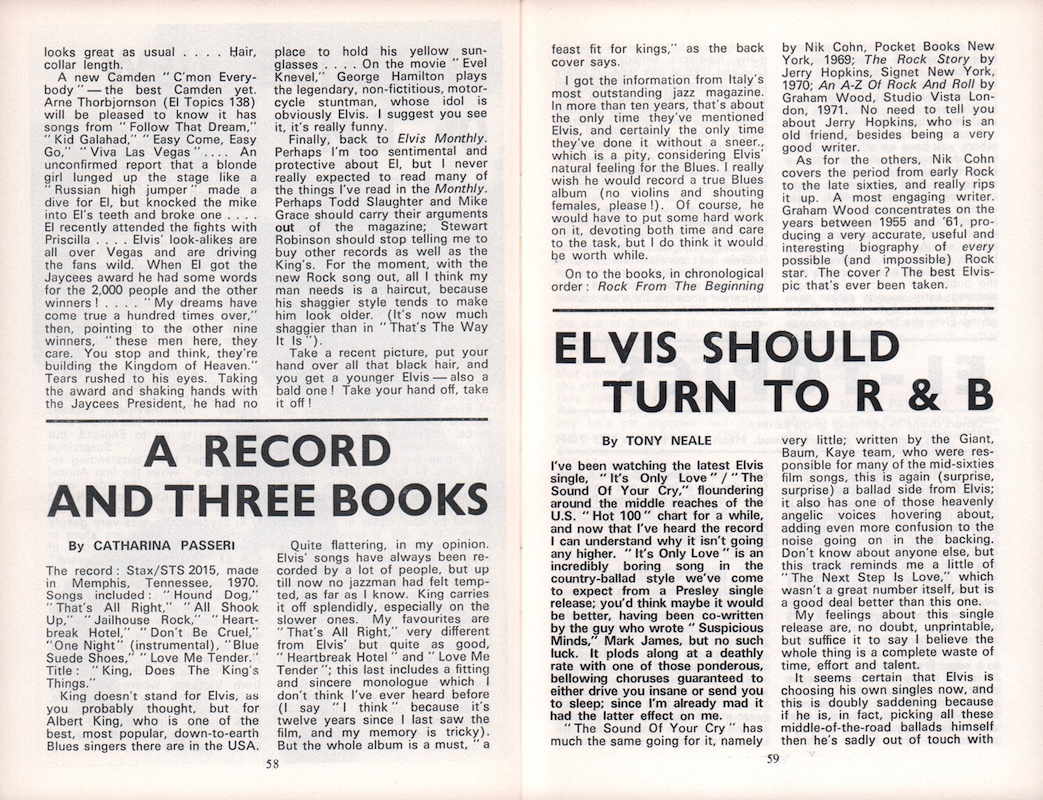 looks great as usual . . . . Hair,
collar length.
A new Camden "C'mon Every-
body" — the best Camden yet.
Arne Thorbjornson (El Topics 138)
will be pleased to know it has
songs from "Follow That Dream,"
"Kid Galahad," "Easy Come, Easy
Go," "Viva Las Vegas" . . . . An
unconfirmed report that a blonde
girl lunged up the stage like a
"Russian high jumper" made a
dive for El, but knocked the mike
into El's teeth and broke one . . . .
El recently attended the fights with
Priscilla . . . . Elvis' look-alikes are
all over Vegas and are driving
the fans wild. When El got the
Jaycees award he had some words
for the 2,000 people and the other
winners ! . . . . "My dreams have
come true a hundred times over,"
then, pointing to the other nine
winners, "these men here, they
care. You stop and think, they're
building the Kingdom of Heaven."
Tears rushed to his eyes. Taking
the award and shaking hands with
the Jaycees President, he had no
place to hold his yellow sun-
glasses . . . . On the movie "Evel
Knevel," George Hamilton plays
the legendary, non-fictitious, motor-
cycle stuntman, whose idol is
obviously Elvis. I suggest you see
it, it's really funny.
Finally, back to Elvis Monthly.
Perhaps I'm too sentimental and
protective about El, but I never
really expected to read many of
the things I've read in the Monthly.
Perhaps Todd Slaughter and Mike
Grace should carry their arguments
out of the magazine; Stewart
Robinson should stop telling me to
buy other records as well as the
King's. For the moment, with the
new Rock song out, all I think my
man needs is a haircut, because
his shaggier style tends to make
him look older. (It's now much
shaggier than in "That's The Way
It Is").
Take a recent picture, put your
hand over all that black hair, and
you get a younger Elvis — also a
bald one ! Take your hand off, take
it off !
A RECORD
AND THREE BOOKS
By CATHARINA PASSERI
The record : Stax/STS 2015, made
in Memphis, Tennessee, 1970.
Songs included : "Hound Dog,"
"That's All Right," "All Shook
Up," "Jailhouse Rock," "Heart-
break Hotel," "Don't Be Cruel,"
"One Night" (instrumental), "Blue
Suede Shoes," "Love Me Tender."
Title : "King, Does The King's
Things."
King doesn't stand for Elvis, as
you probably thought, but for
Albert King, who is one of the
best, most popular, down-to-earth
Blues singers there are in the USA.
Quite flattering, in my opinion.
Elvis' songs have always been re-
corded by a lot of people, but up
till now no jazzman had felt temp-
ted, as far as I know. King carries
it off splendidly, especially on the
slower ones. My favourites are
"That's All Right," very different
from Elvis' but quite as good,
"Heartbreak Hotel" and "Love Me
Tender"; this last includes a fitting
and sincere monologue which I
don't think I've ever heard before
(I say "I think" because it's
twelve years since I last saw the
film, and my memory is tricky).
But the whole album is a must, "a
58
feast fit for kings," as the back
cover says.
I got the information from Italy's
most outstanding jazz magazine.
In more than ten years, that's about
the only time they've mentioned
Elvis, and certainly the only time
they've done it without a sneer.,
which is a pity, considering Elvis'
natural feeling for the Blues. I really
wish he would record a true Blues
album (no violins and shouting
females, please !). Of course, he
would have to put some hard work
on it, devoting both time and care
to the task, but I do think it would
be worth while.
On to the books, in chronological
order : Rock From The Beginning
by Nik Cohn, Pocket Books New
York, 1969; The Rock Story by
Jerry Hopkins, Signet New York,
1970; An A-Z Of Rock And Roll by
Graham Wood, Studio Vista Lon-
don, 1971. No need to tell you
about Jerry Hopkins, who is an
old friend, besides being a very
good writer.
As for the others, Nik Cohn
covers the period from early Rock
to the late sixties, and really rips
it up. A most engaging writer.
Graham Wood concentrates on the
years between 1955 and '61, pro-
ducing a very accurate, useful and
interesting biography of every
possible (and impossible) Rock
star. The cover ? The best Elvis-
pic that's ever been taken.
ELVIS SHOULD
TURN TO R & B
By TONY NEALE
I've been watching the latest Elvis
single, "It's Only Love" / "The
Sound Of Your Cry," floundering
around the middle reaches of the
U.S. "Hot 100" chart for a while,
and now that I've heard the record
I can understand why it isn't going
any higher. "It's Only Love" is an
incredibly boring song in the
country-ballad style we've come
to expect from a Presley single
release; you'd think maybe it would
be better, having been co-written
by the guy who wrote "Suspicious
Minds," Mark James, but no such
luck. It plods along at a deathly
rate with one of those ponderous,
bellowing choruses guaranteed to
either drive you insane or send you
to sleep; since I'm already mad it
had the latter effect on me.
"The Sound Of Your Cry" has
much the same going for it, namely
very little; written by the Giant,
Baum, Kaye team, who were res-
ponsible for many of the mid-sixties
film songs, this is again (surprise,
surprise) a ballad side from Elvis;
it also has one of those heavenly
angelic voices hovering about,
adding even more confusion to the
noise going on in the backing.
Don't know about anyone else, but
this track reminds me a little of
"The Next Step Is Love," which
wasn't a great number itself, but is
a good deal better than this one.
My feelings about this single
release are, no doubt, unprintable,
but suffice it to say I believe the
whole thing is a complete waste of
time, effort and talent.
It seems certain that Elvis is
choosing his own singles now, and
this is doubly saddening because
if he is, in fact, picking all these
middle-of-the-road ballads himself
then he's sadly out of touch with
59